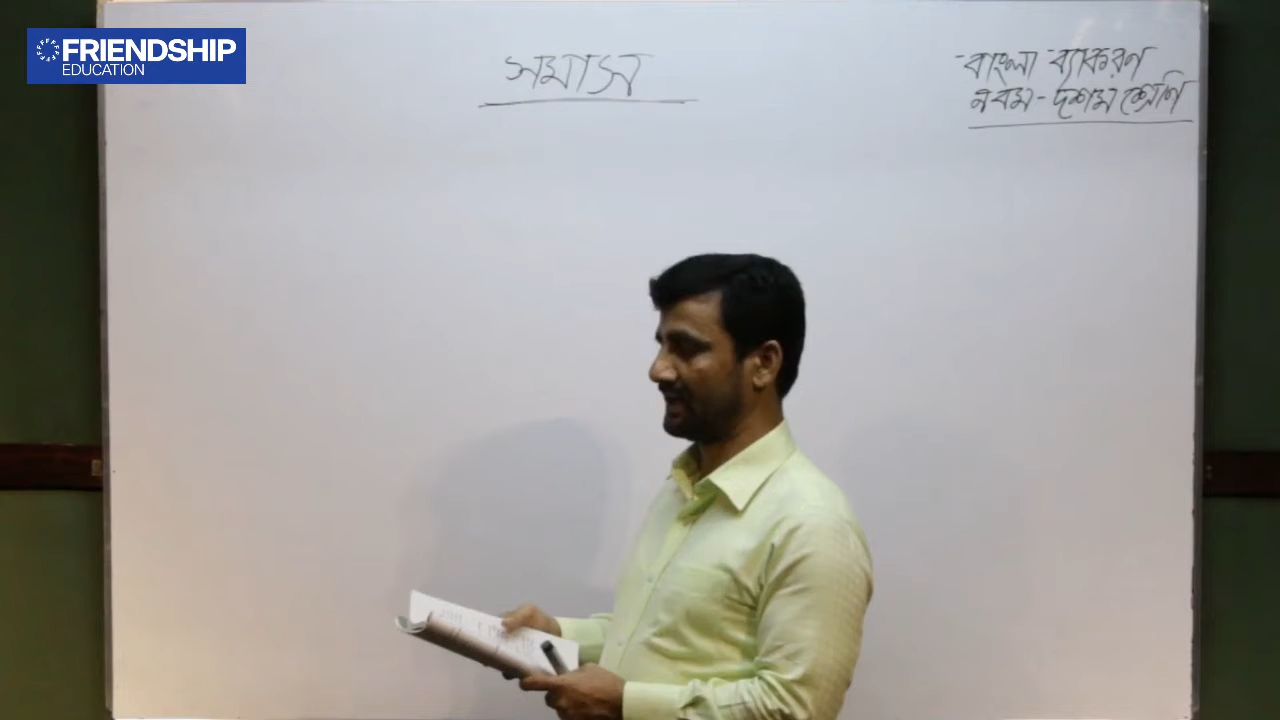 FRIENDSHIP
EDUCATION
সমাস
বাংলা ব্যাকরণ
নবম-দশম শ্রেণি